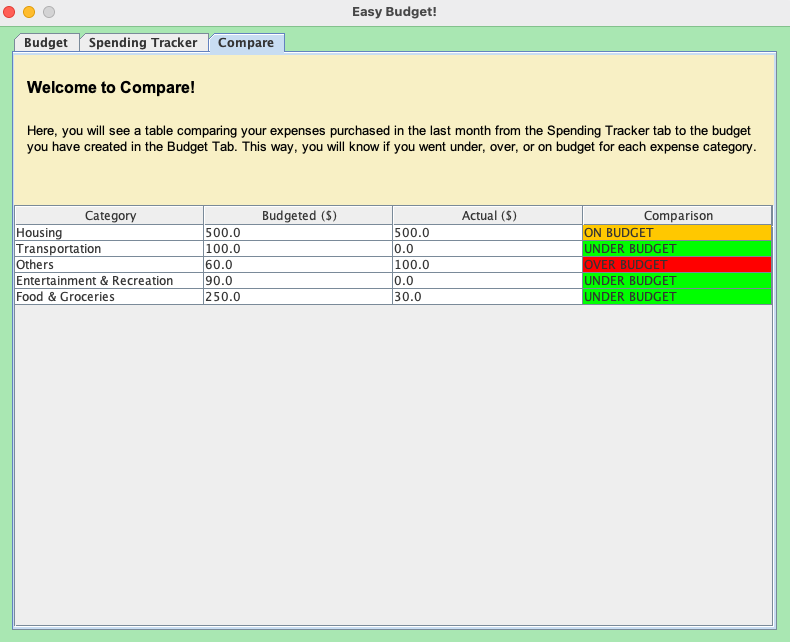 Easy Budget!
Budget Spending Tracker Compare
Welcome to Compare!
Here, you will see a table comparing your expenses purchased in the last month from the Spending Tracker tab to the budget
you have created in the Budget Tab. This way, you will know if you went under, over, or on budget for each expense category.
Category Budgeted ($) Actual ($) Comparison
Housing 500.0 500.0 ON BUDGET
Transportation 100.0 0.0 UNDER BUDGET
Others 60.0 100.0 OVER BUDGET
Entertainment & Recreation 90.0 0.0 UNDER BUDGET
Food & Groceries 250.0 30.0 UNDER BUDGET